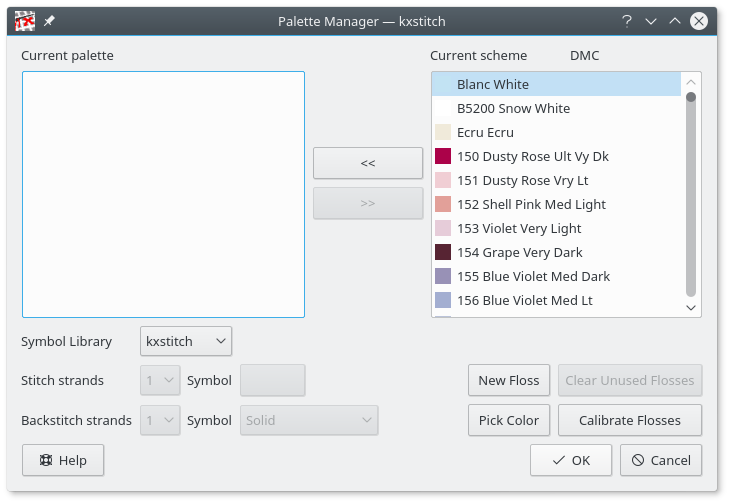 Palette Manager — kxstitch
Current palette
Current scheme DMC
Blanc White
B5200 Snow White
Ecru Ecru
150 Dusty Rose Ult Vy Dk
151 Dusty Rose Vry Lt
152 Shell Pink Med Light
153 Violet Very Light
154 Grape Very Dark
155 Blue Violet Med Dark
156 Blue Violet Med Lt
<<
>>
Symbol Library kxstitch
Stitch strands 1 Symbol
New Floss Clear Unused Flosses
Backstitch strands 1 Symbol Solid
Pick Color Calibrate Flosses
Help OK Cancel